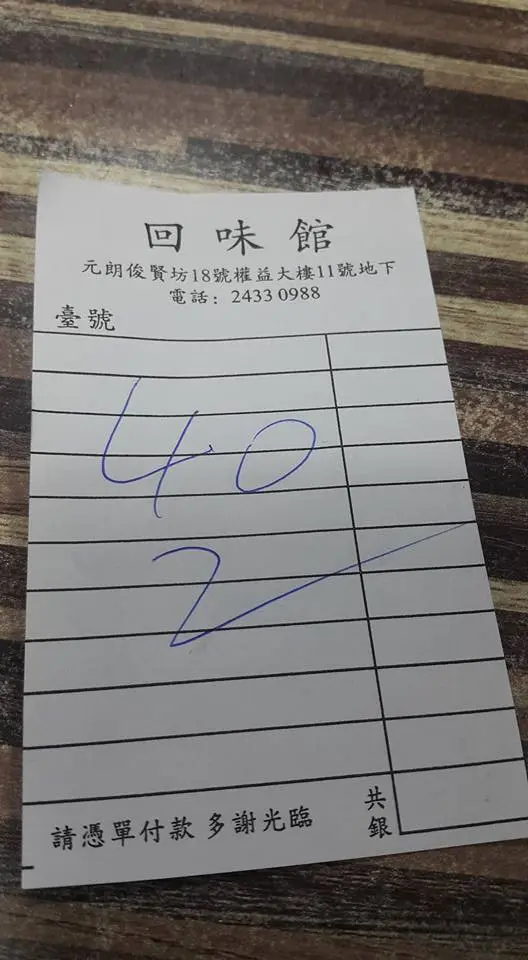 回味館
元朗俊賢坊18號權益大樓11號地下
電話：2433 0988
臺號
40
2
請憑單付款 多謝光臨
共銀